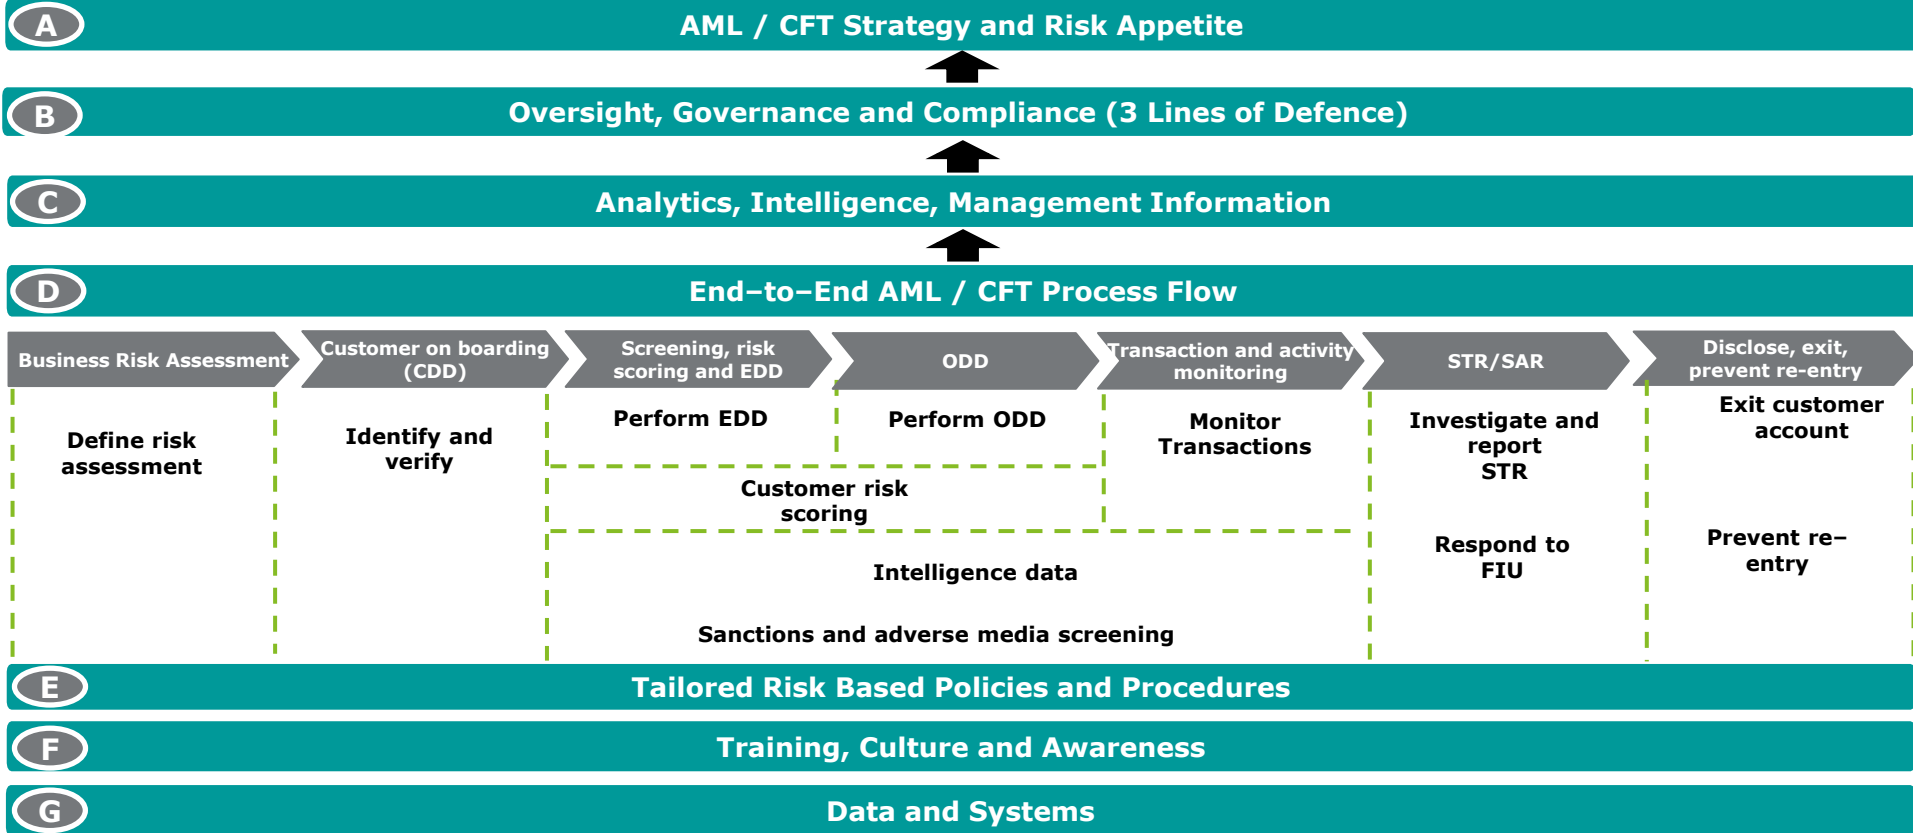 A
AML / CFT Strategy and Risk Appetite
B
Oversight, Governance and Compliance (3 Lines of Defence)
C
Analytics, Intelligence, Management Information
D
End–to–End AML / CFT Process Flow
Business Risk Assessment
Customer on boarding
(CDD)
Screening, risk
scoring and EDD
ODD
Transaction and activity
monitoring
STR/SAR
Disclose, exit,
prevent re-entry
Define risk
assessment
Identify and
verify
Perform EDD
Perform ODD
Customer risk
scoring
Monitor
Transactions
Intelligence data
Sanctions and adverse media screening
Investigate and
report
STR
Respond to
FIU
Exit customer
account
Prevent re–
entry
E
Tailored Risk Based Policies and Procedures
F
Training, Culture and Awareness
G
Data and Systems